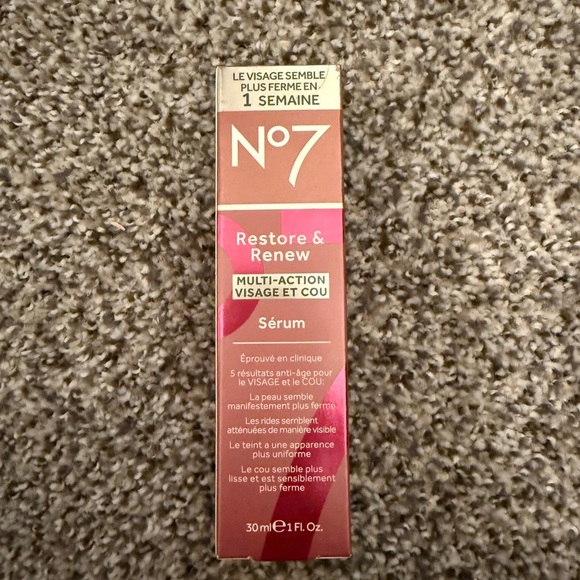 LE VISAGE SEMBLE
PLUS FERME EN
1 SEMAINE
No7
Restore &
Renew
MULTI-ACTION
VISAGE ET COU
Sérum
Éprouvé en clinique
5 résultats anti-âge pour
le VISAGE et le COU:
La peau semble
manifestement plus ferme
Les rides semblent
atténuées de manière visible
Le teint a une apparence
plus uniforme
Le cou semble plus
lisse et est sensiblement
plus ferme
30 ml℮1 Fl. Oz.